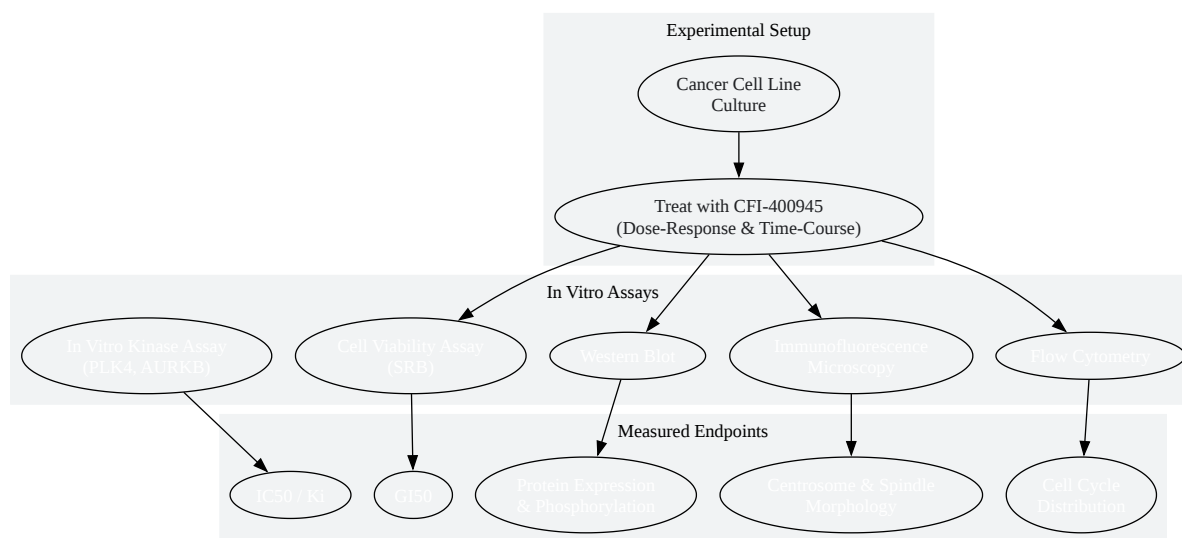 Experimental Setup
Cancer Cell Line
Culture
Treat with CFI-400945
(Dose-Response & Time-Course)
In Vitro Assays
In Vitro Kinase Assay
(PLK4, AURKB)
Cell Viability Assay
(SRB)
Western Blot
Immunofluorescence
Microscopy
Flow Cytometry
Measured Endpoints
IC50 / Ki
GI50
Protein Expression
& Phosphorylation
Centrosome & Spindle
Morphology
Cell Cycle
Distribution